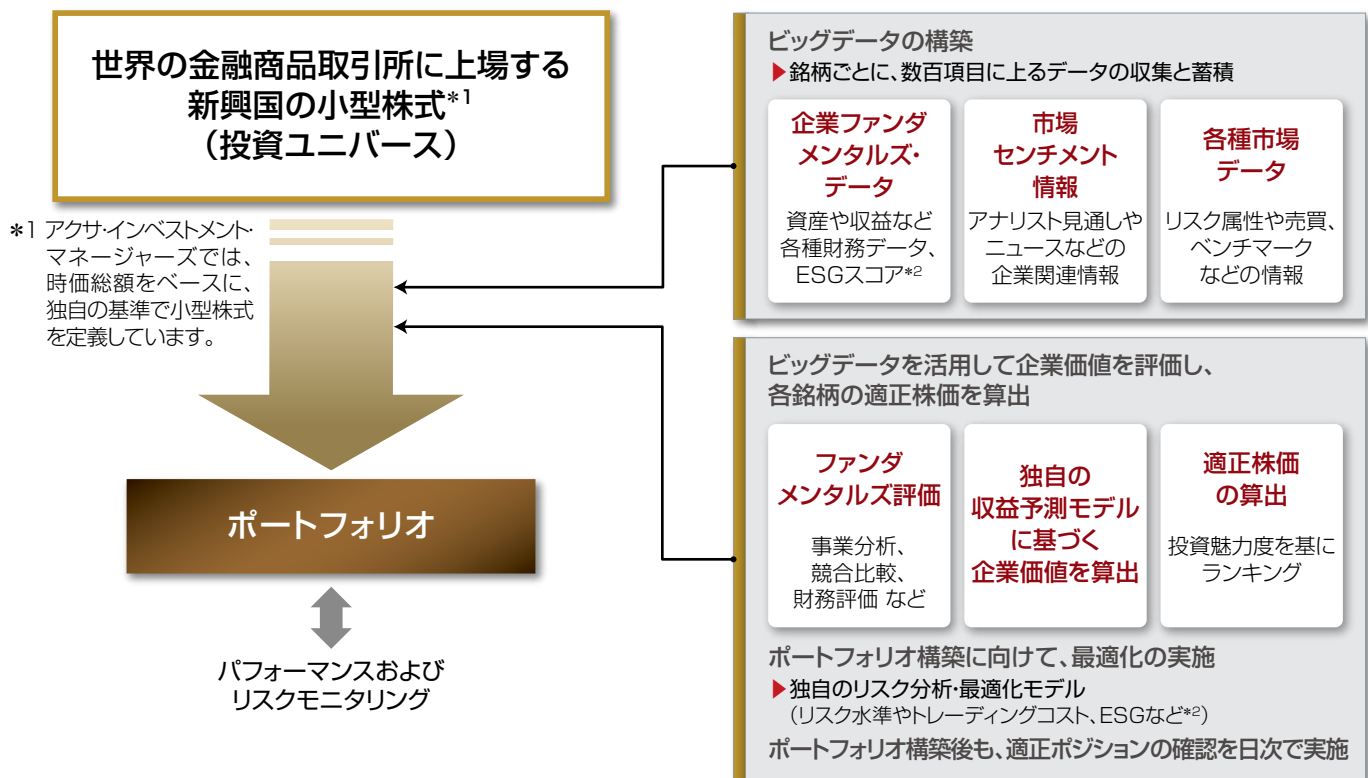 世界の金融商品取引所に上場する
新興国の小型株式*1
（投資ユニバース）
*1 アクサ・インベストメント・
マネージャーズでは、
時価総額をベースに、
独自の基準で小型株式
を定義しています。
ポートフォリオ
パフォーマンスおよび
リスクモニタリング
ビッグデータの構築
▶銘柄ごとに、数百項目に上るデータの収集と蓄積
企業ファンダ
メンタルズ・
データ
資産や収益など
各種財務データ、
ESGスコア*2
市場
センチメント
情報
アナリスト見通しや
ニュースなどの
企業関連情報
各種市場
データ
リスク属性や売買、
ベンチマーク
などの情報
ビッグデータを活用して企業価値を評価し、
各銘柄の適正株価を算出
ファンダ
メンタルズ評価
事業分析、
競合比較、
財務評価 など
独自の
収益予測モデル
に基づく
企業価値を算出
適正株価
の算出
投資魅力度を基に
ランキング
ポートフォリオ構築に向けて、最適化の実施
▶独自のリスク分析・最適化モデル
（リスク水準やトレーディングコスト、ESGなど*2）
ポートフォリオ構築後も、適正ポジションの確認を日次で実施